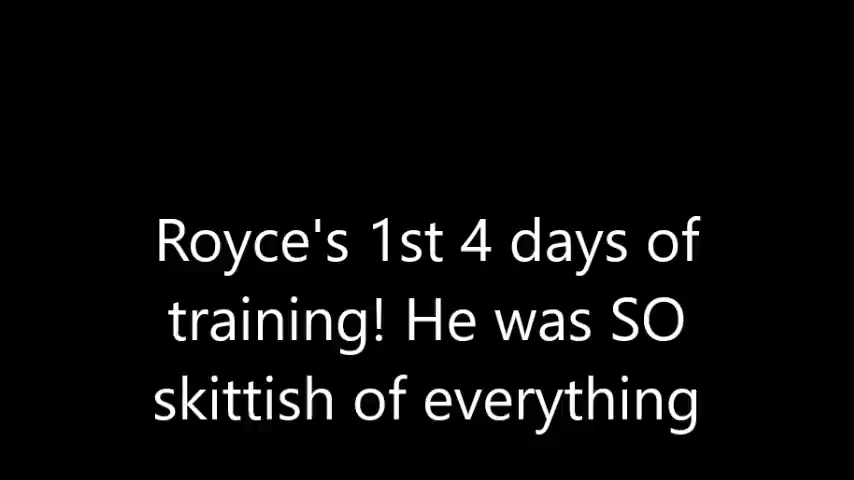 Royce's 1st 4 days of
training! He was SO
skittish of everything